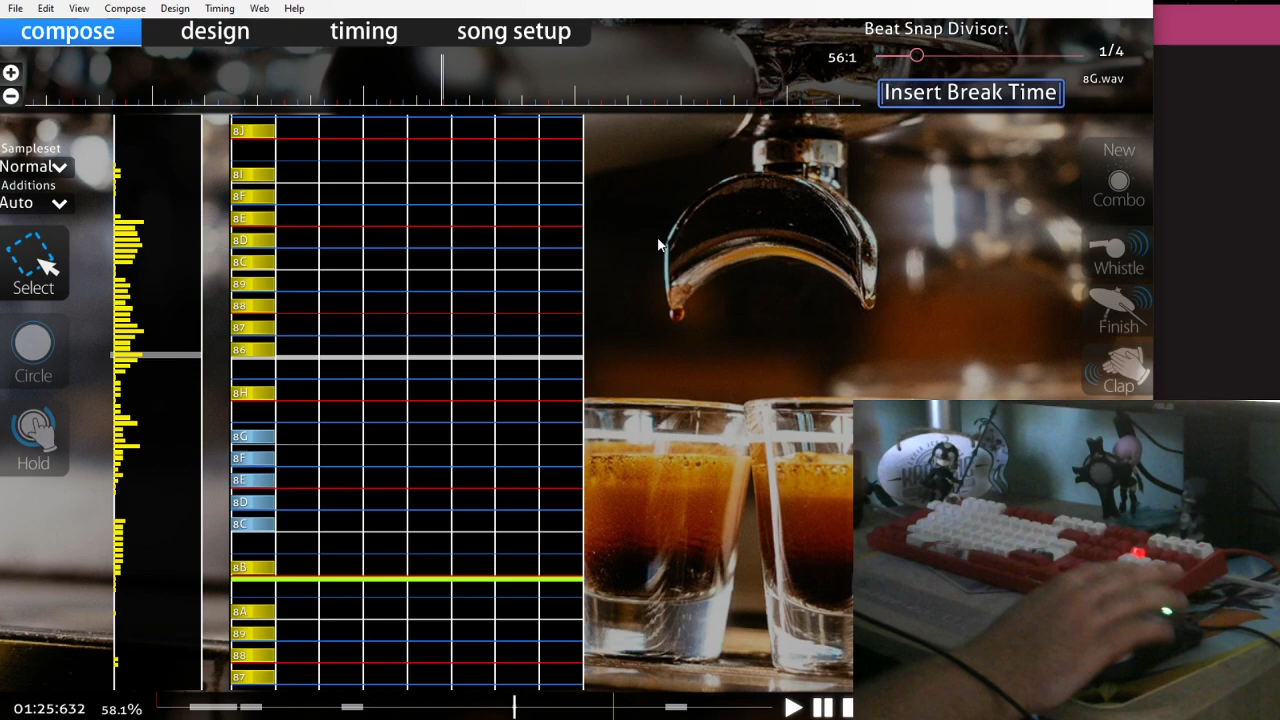 File Edit View Compose Design Timing Web Help
compose design timing song setup
Beat Snap Divisor:
56:1
1/4
8G.wav
Insert Break Time
Sampleset
Normal
Additions
Auto
Select
Circle
Hold
8J
8I
8F
8E
8D
8C
89
88
87
86
8H
8G
8F
8E
8D
8C
8B
8A
89
88
87
New
Combo
Whistle
Finish
Clap
01:25:632 58.1%